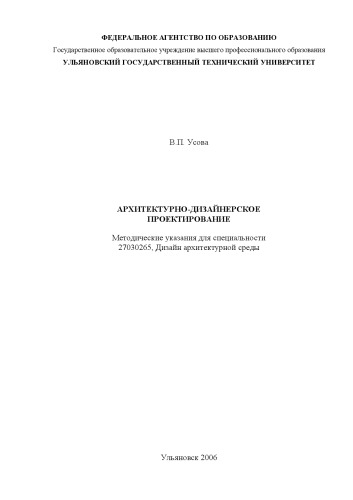 ФЕДЕРАЛЬНОЕ АГЕНТСТВО ПО ОБРАЗОВАНИЮ
Государственное образовательное учреждение высшего профессионального образования
УЛЬЯНОВСКИЙ ГОСУДАРСТВЕННЫЙ ТЕХНИЧЕСКИЙ УНИВЕРСИТЕТ
В.П. Усова
АРХИТЕКТУРНО-ДИЗАЙНЕРСКОЕ
ПРОЕКТИРОВАНИЕ
Методические указания для специальности
27030265, Дизайн архитектурной среды
Ульяновск 2006